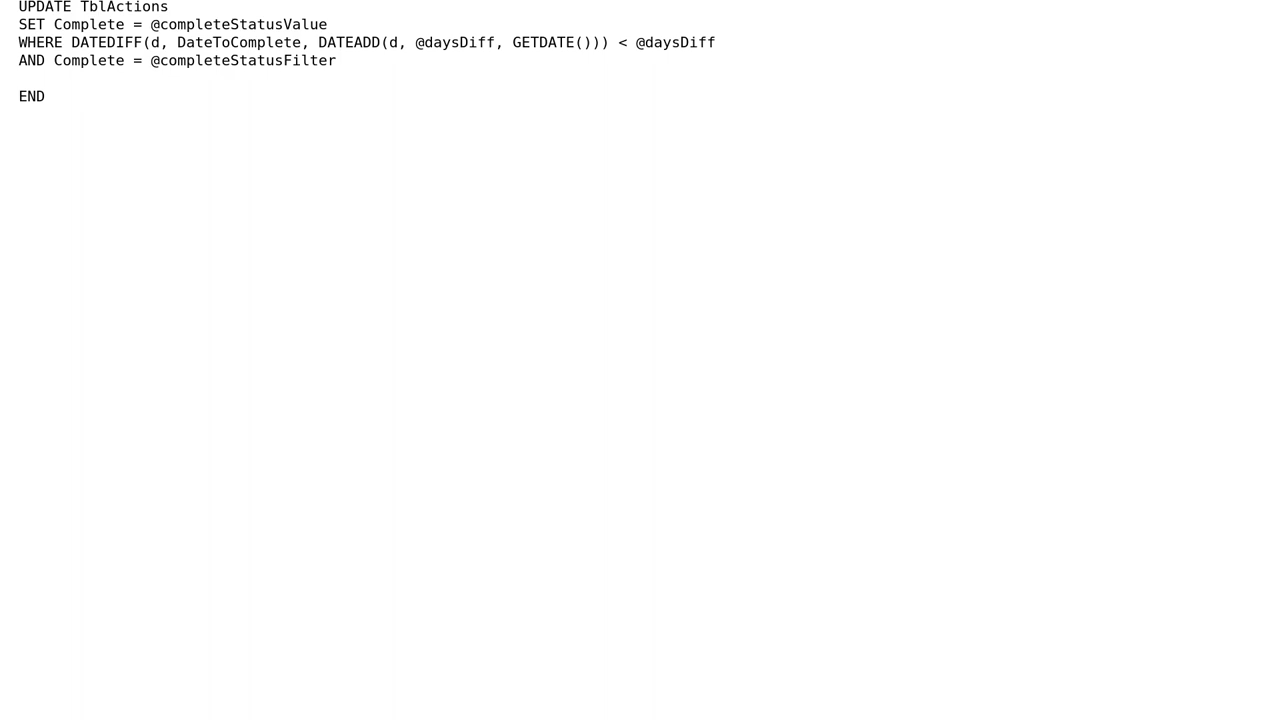 UPDATE TblActions
SET Complete = @completeStatusValue
WHERE DATEDIFF(d, DateToComplete, DATEADD(d, @daysDiff, GETDATE())) < @daysDiff
AND Complete = @completeStatusFilter
END